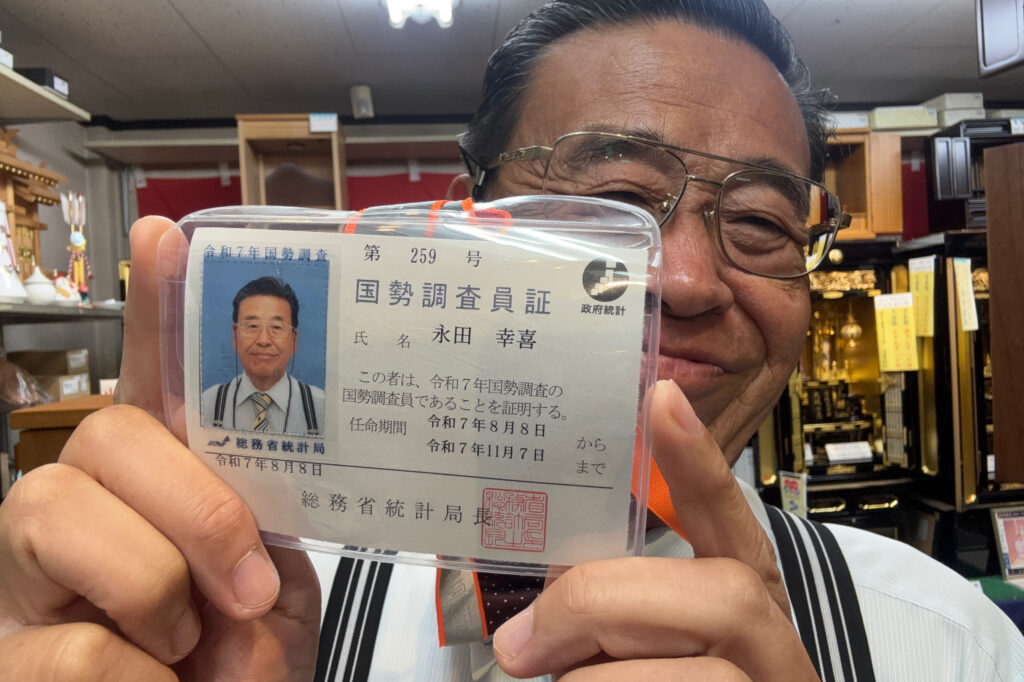 令和7年国勢調査
第 259 号
国勢調査員証
政府統計
氏 名 永田 幸喜
この者は、令和7年国勢調査の
国勢調査員であることを証明する。
任命期間 令和7年8月8日 から
令和7年11月7日 まで
総務省統計局
令和7年8月8日
総務省統計局長